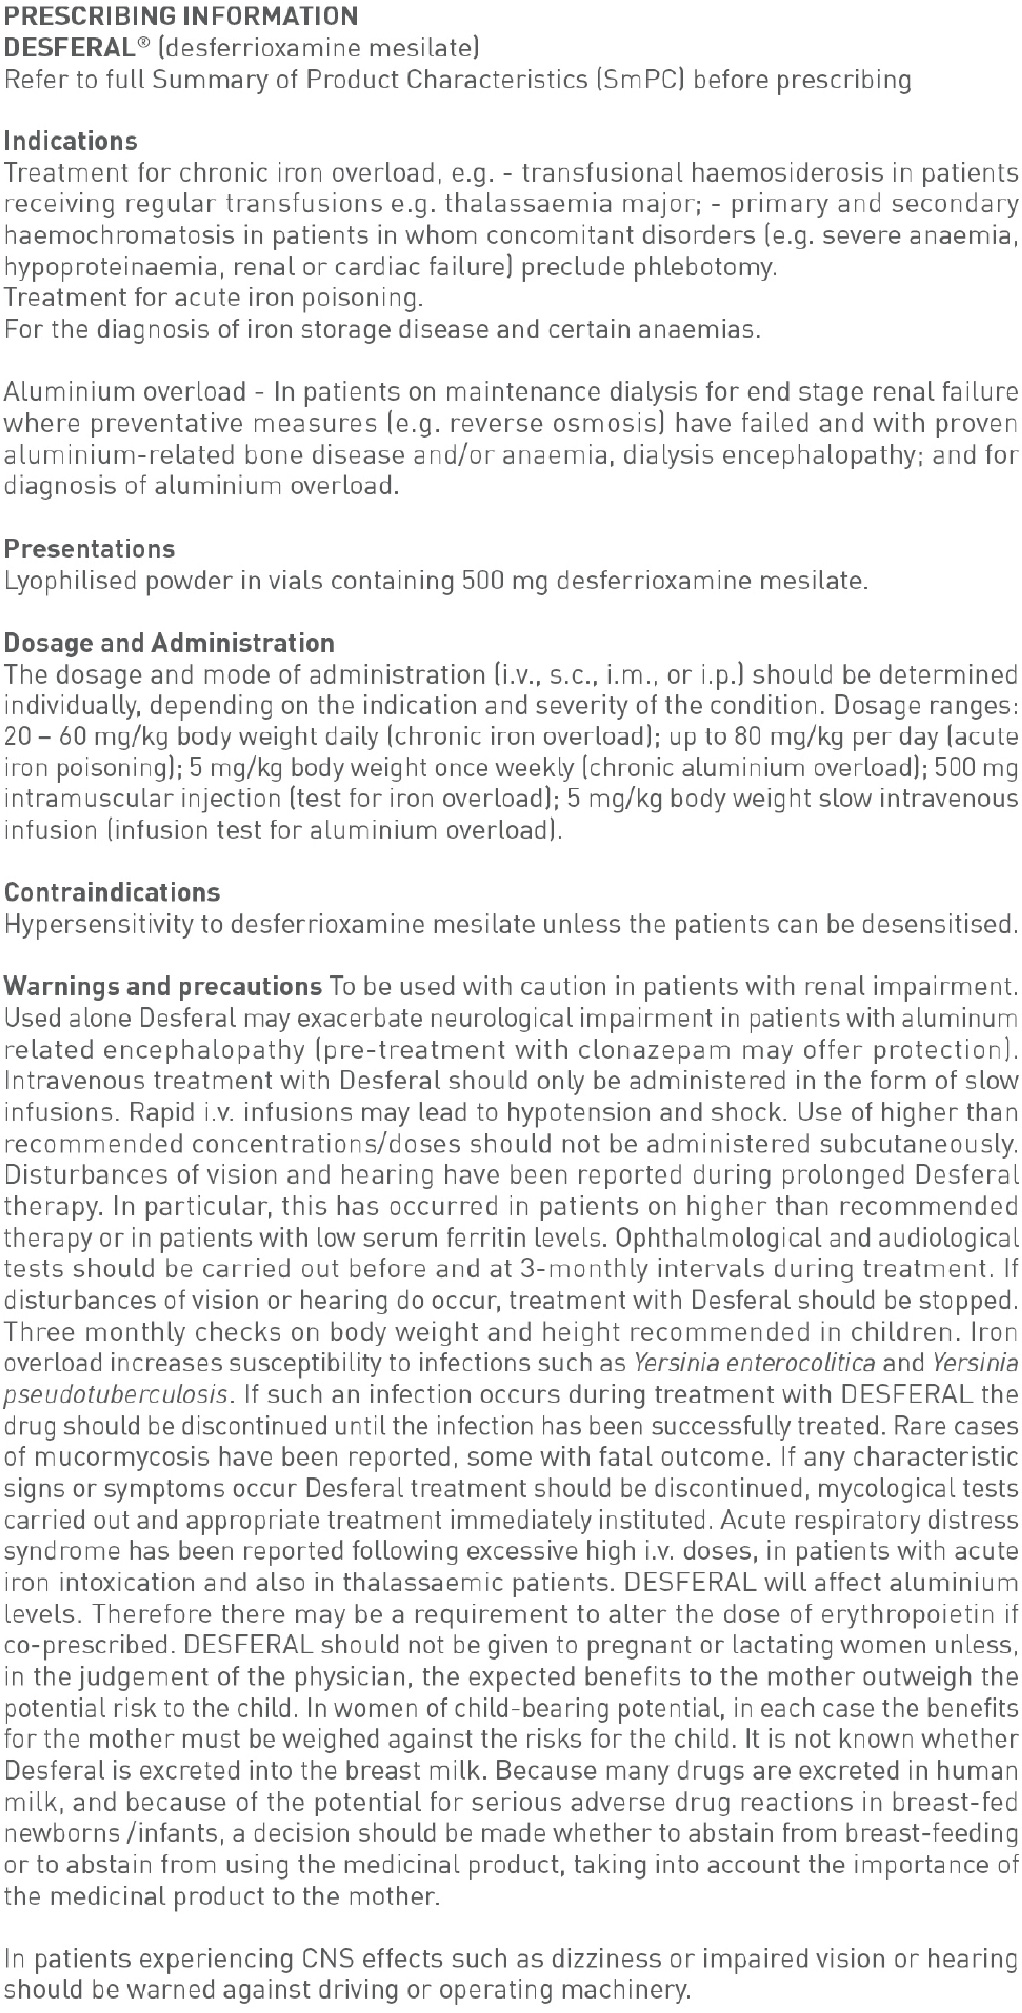 PRESCRIBING INFORMATION
DESFERAL® (desferrioxamine mesilate)
Refer to full Summary of Product Characteristics (SmPC) before prescribing
Indications
Treatment for chronic iron overload, e.g. - transfusional haemosiderosis in patients
receiving regular transfusions e.g. thalassaemia major; - primary and secondary
haemochromatosis in patients in whom concomitant disorders (e.g. severe anaemia,
hypoproteinaemia, renal or cardiac failure) preclude phlebotomy.
Treatment for acute iron poisoning.
For the diagnosis of iron storage disease and certain anaemias.
Aluminium overload - In patients on maintenance dialysis for end stage renal failure
where preventative measures (e.g. reverse osmosis) have failed and with proven
aluminium-related bone disease and/or anaemia, dialysis encephalopathy; and for
diagnosis of aluminium overload.
Presentations
Lyophilised powder in vials containing 500 mg desferrioxamine mesilate.
Dosage and Administration
The dosage and mode of administration (i.v., s.c., i.m., or i.p.) should be determined
individually, depending on the indication and severity of the condition. Dosage ranges:
20 – 60 mg/kg body weight daily (chronic iron overload); up to 80 mg/kg per day (acute
iron poisoning); 5 mg/kg body weight once weekly (chronic aluminium overload); 500 mg
intramuscular injection (test for iron overload); 5 mg/kg body weight slow intravenous
infusion (infusion test for aluminium overload).
Contraindications
Hypersensitivity to desferrioxamine mesilate unless the patients can be desensitised.
Warnings and precautions To be used with caution in patients with renal impairment.
Used alone Desferal may exacerbate neurological impairment in patients with aluminum
related encephalopathy (pre-treatment with clonazepam may offer protection).
Intravenous treatment with Desferal should only be administered in the form of slow
infusions. Rapid i.v. infusions may lead to hypotension and shock. Use of higher than
recommended concentrations/doses should not be administered subcutaneously.
Disturbances of vision and hearing have been reported during prolonged Desferal
therapy. In particular, this has occurred in patients on higher than recommended
therapy or in patients with low serum ferritin levels. Ophthalmological and audiological
tests should be carried out before and at 3-monthly intervals during treatment. If
disturbances of vision or hearing do occur, treatment with Desferal should be stopped.
Three monthly checks on body weight and height recommended in children. Iron
overload increases susceptibility to infections such as Yersinia enterocolitica and Yersinia
pseudotuberculosis. If such an infection occurs during treatment with DESFERAL the
drug should be discontinued until the infection has been successfully treated. Rare cases
of mucormycosis have been reported, some with fatal outcome. If any characteristic
signs or symptoms occur Desferal treatment should be discontinued, mycological tests
carried out and appropriate treatment immediately instituted. Acute respiratory distress
syndrome has been reported following excessive high i.v. doses, in patients with acute
iron intoxication and also in thalassaemic patients. DESFERAL will affect aluminium
levels. Therefore there may be a requirement to alter the dose of erythropoietin if
co-prescribed. DESFERAL should not be given to pregnant or lactating women unless,
in the judgement of the physician, the expected benefits to the mother outweigh the
potential risk to the child. In women of child-bearing potential, in each case the benefits
for the mother must be weighed against the risks for the child. It is not known whether
Desferal is excreted into the breast milk. Because many drugs are excreted in human
milk, and because of the potential for serious adverse drug reactions in breast-fed
newborns /infants, a decision should be made whether to abstain from breast-feeding
or to abstain from using the medicinal product, taking into account the importance of
the medicinal product to the mother.
In patients experiencing CNS effects such as dizziness or impaired vision or hearing
should be warned against driving or operating machinery.